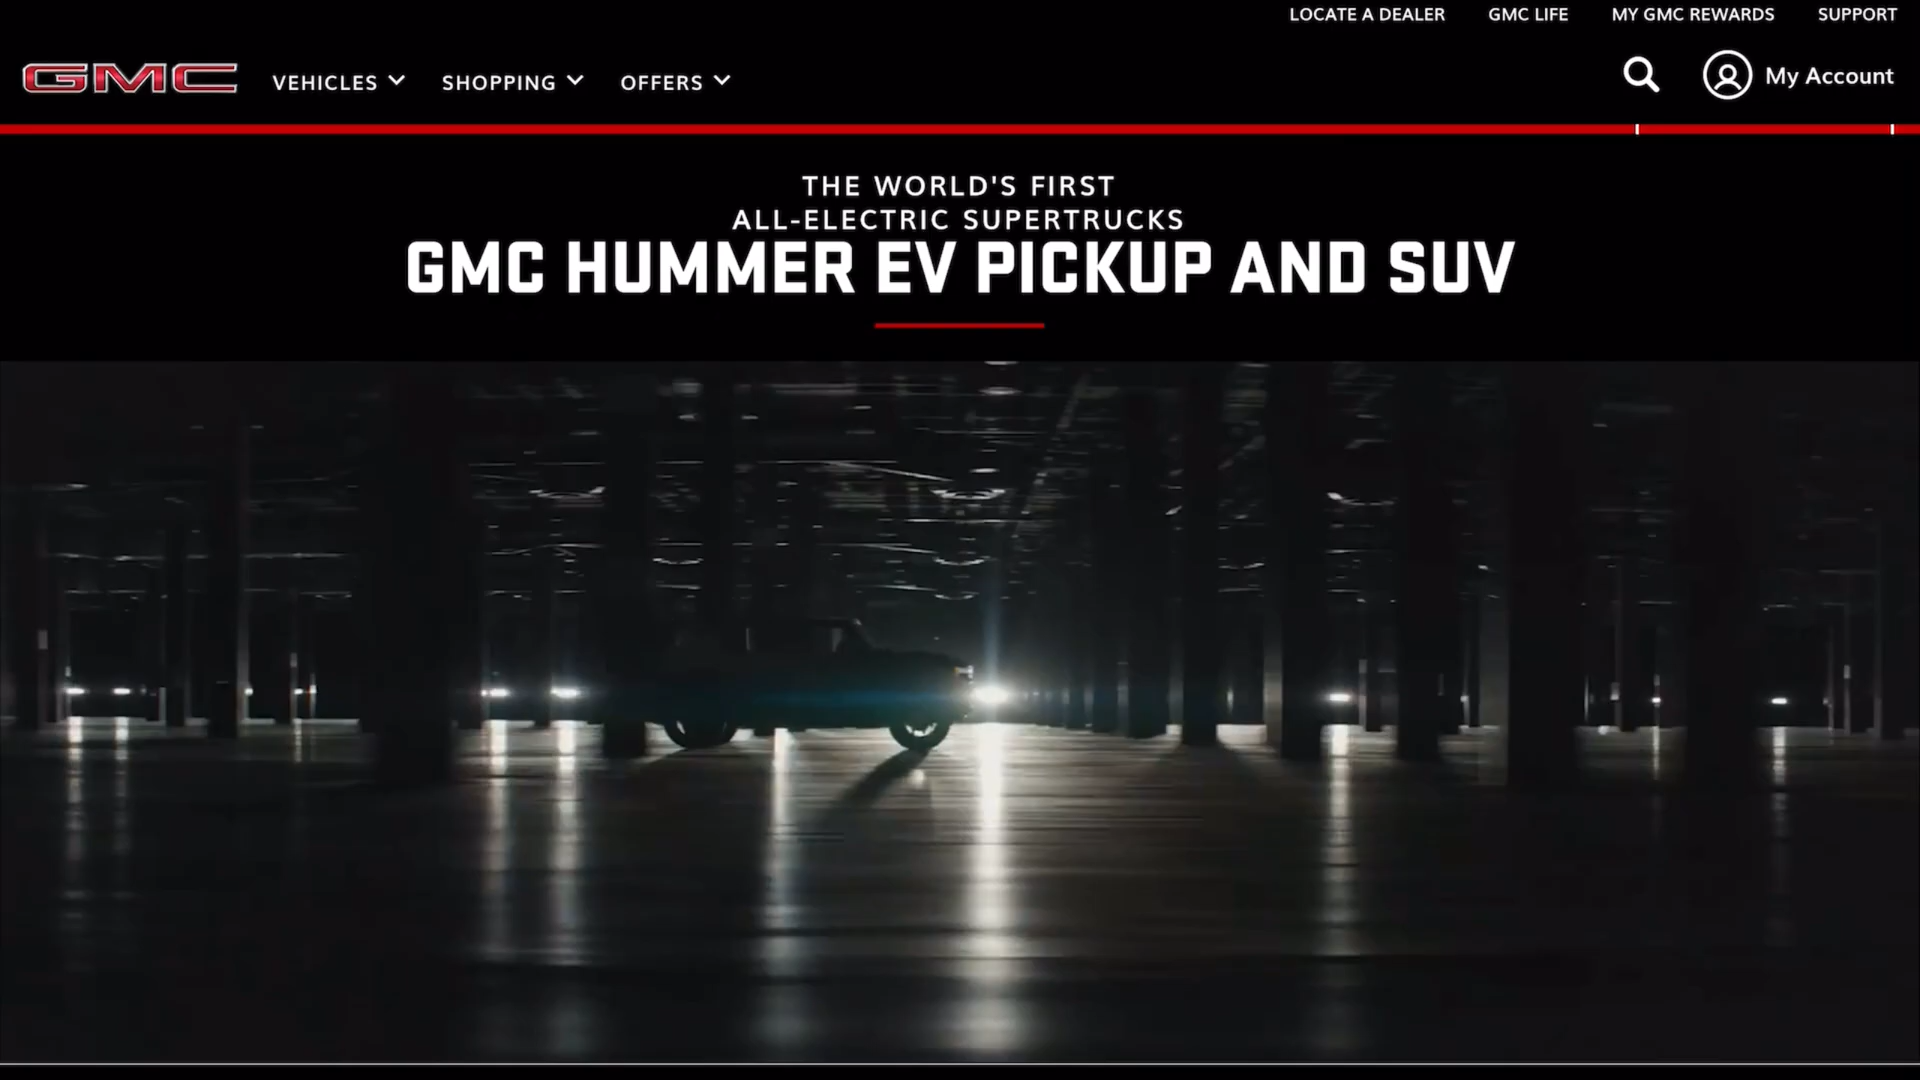 LOCATE A DEALER GMC LIFE MY GMC REWARDS SUPPORT
GMC VEHICLES SHOPPING OFFERS My Account
THE WORLD'S FIRST
ALL-ELECTRIC SUPERTRUCKS
GMC HUMMER EV PICKUP AND SUV